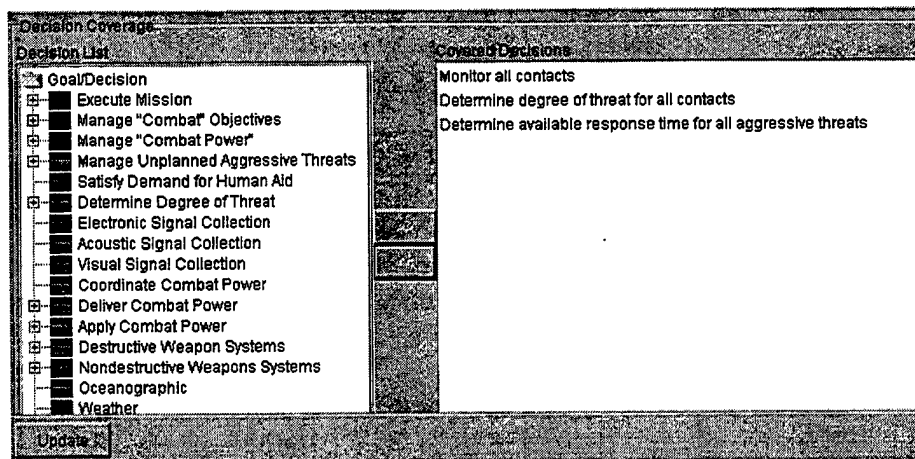 Decision Coverage
Decision List
Goal/Decision
Execute Mission
Manage "Combat" Objectives
Manage "Combat Power"
Manage Unplanned Aggressive Threats
Satisfy Demand for Human Aid
Determine Degree of Threat
Electronic Signal Collection
Acoustic Signal Collection
Visual Signal Collection
Coordinate Combat Power
Deliver Combat Power
Apply Combat Power
Destructive Weapon Systems
Nondestructive Weapons Systems
Oceanographic
Weather
Covered Decisions
Monitor all contacts
Determine degree of threat for all contacts
Determine available response time for all aggressive threats
Update